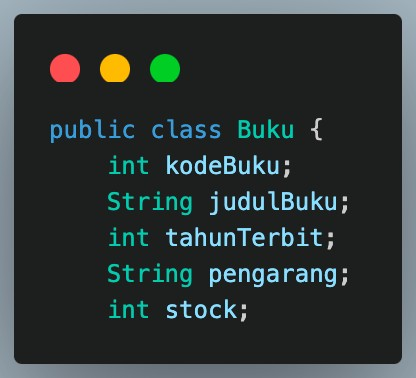 public class Buku {
    int kodeBuku;
    String judulBuku;
    int tahunTerbit;
    String pengarang;
    int stock;